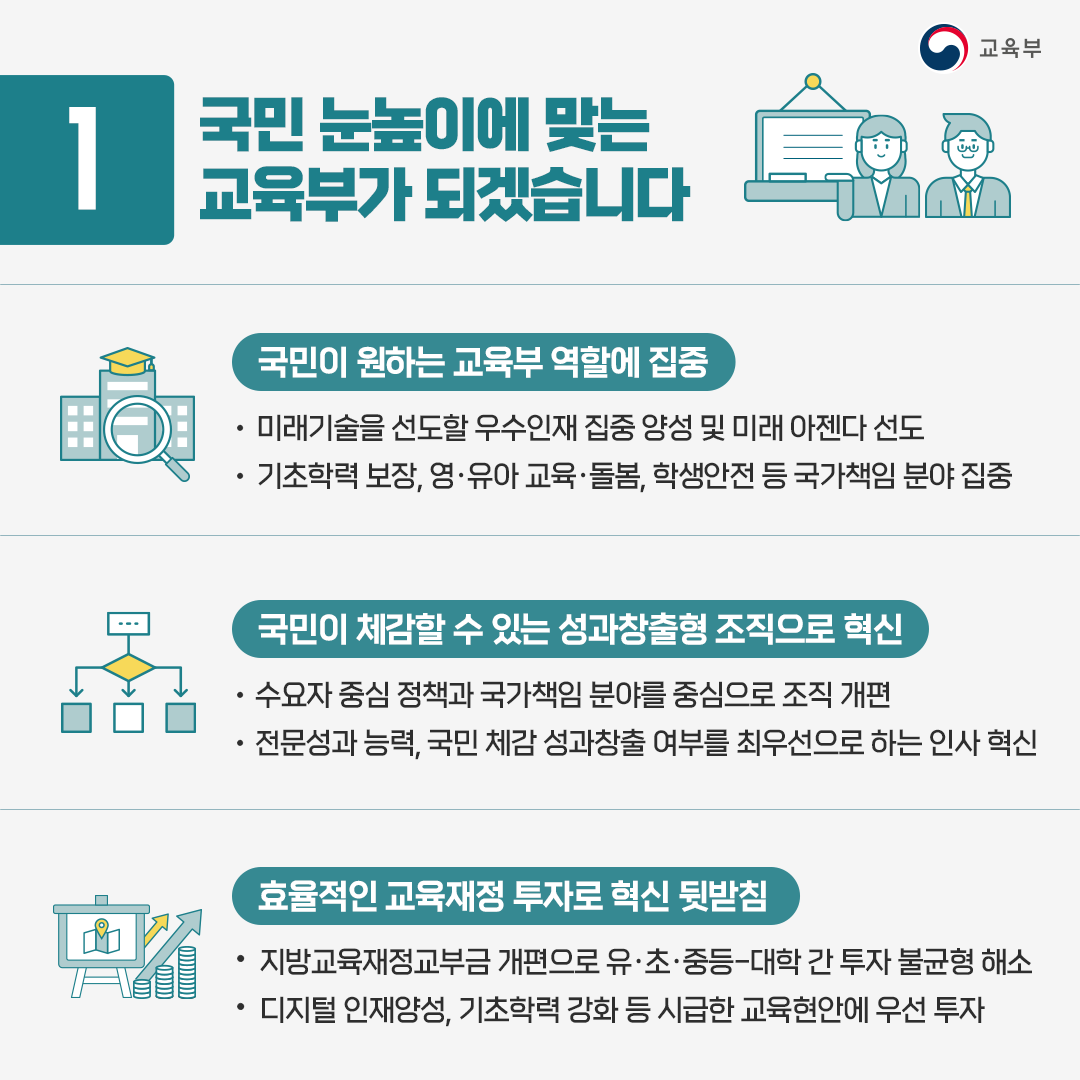 교육부
1
국민 눈높이에 맞는
교육부가 되겠습니다
국민이 원하는 교육부 역할에 집중
• 미래기술을 선도할 우수인재 집중 양성 및 미래 아젠다 선도
• 기초학력 보장, 영·유아 교육·돌봄, 학생안전 등 국가책임 분야 집중
국민이 체감할 수 있는 성과창출형 조직으로 혁신
• 수요자 중심 정책과 국가책임 분야를 중심으로 조직 개편
• 전문성과 능력, 국민 체감 성과창출 여부를 최우선으로 하는 인사 혁신
효율적인 교육재정 투자로 혁신 뒷받침
• 지방교육재정교부금 개편으로 유·초·중등-대학 간 투자 불균형 해소
• 디지털 인재양성, 기초학력 강화 등 시급한 교육현안에 우선 투자